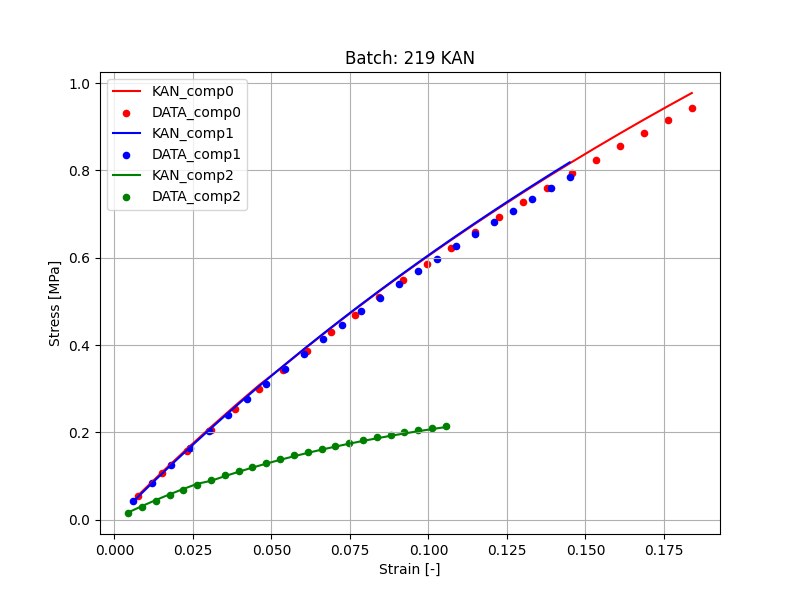 Batch: 219 KAN
KAN_comp0
DATA_comp0
KAN_comp1
DATA_comp1
KAN_comp2
DATA_comp2
Stress [MPa]
1.0
0.8
0.6
0.4
0.2
0.0
0.000 0.025 0.050 0.075 0.100 0.125 0.150 0.175
Strain [-]